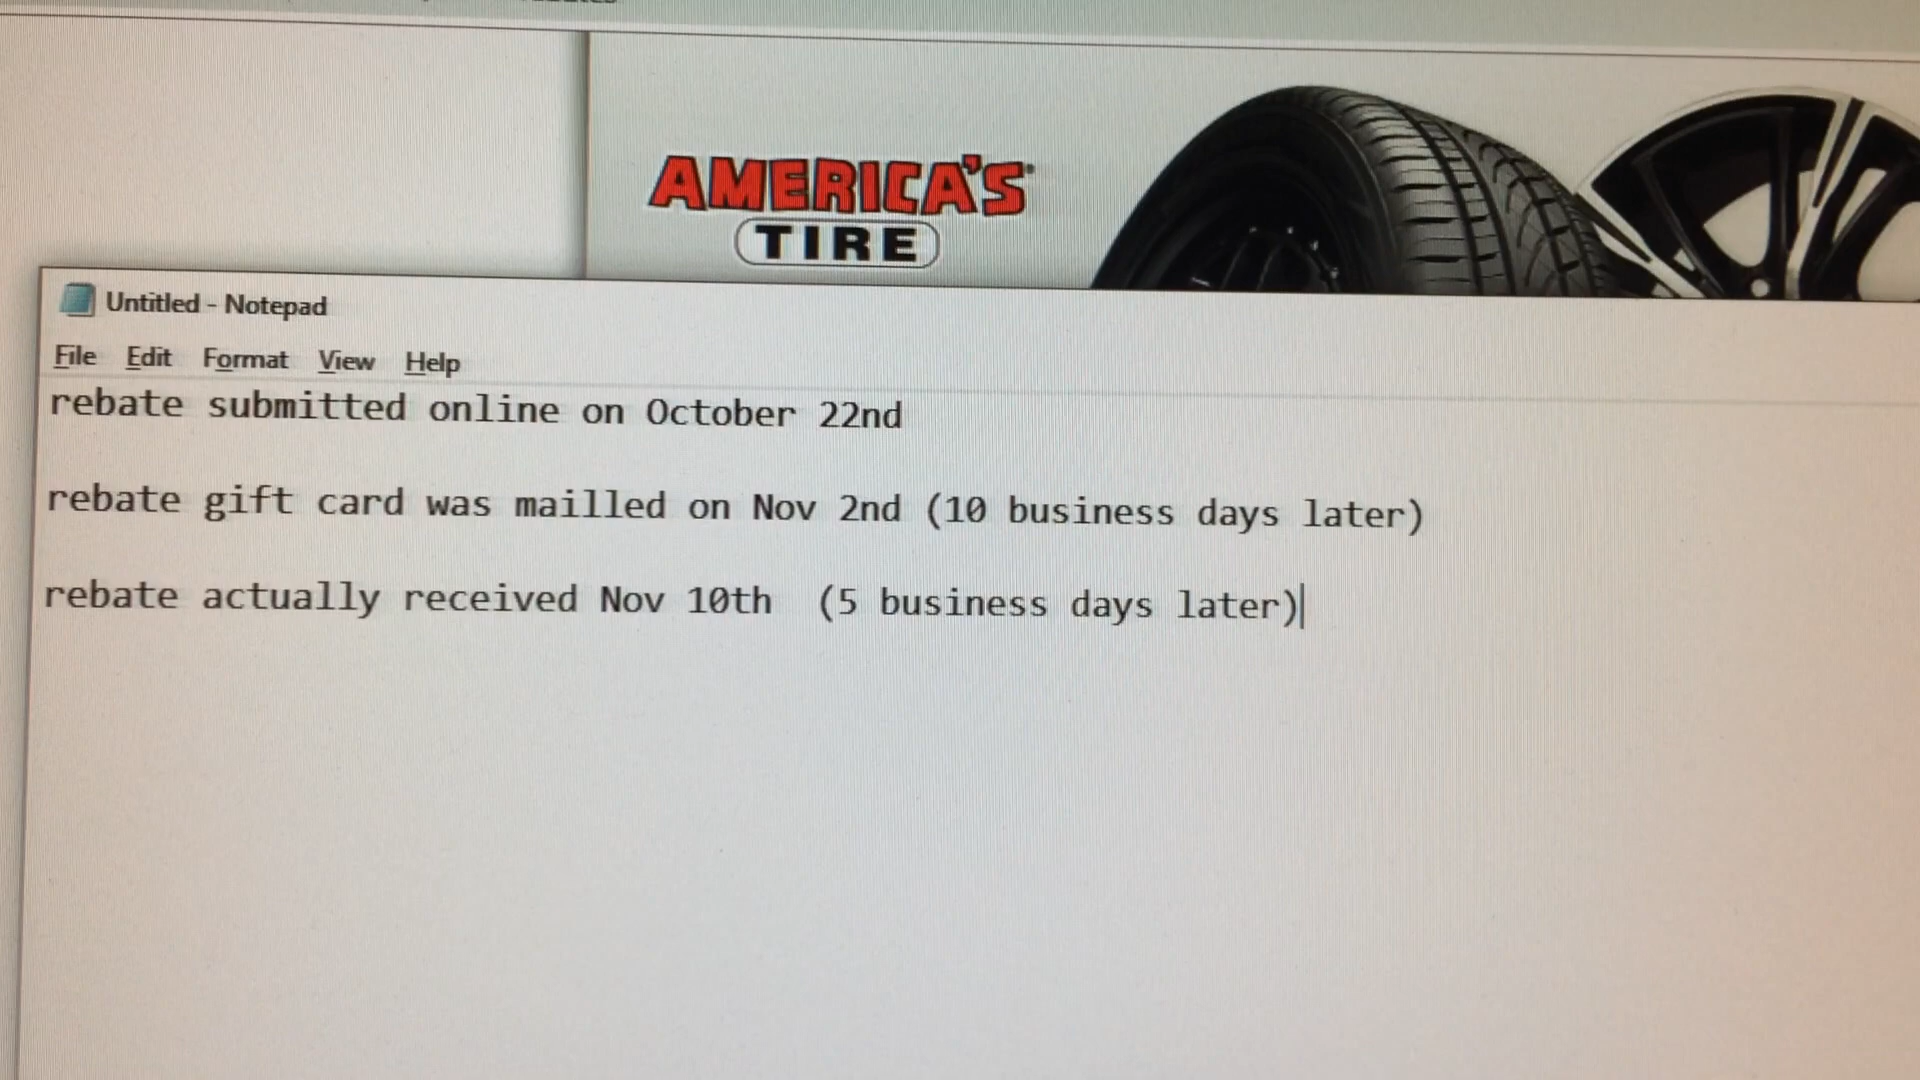 AMERICA'S
TIRE
Untitled - Notepad
File Edit Format View Help
rebate submitted online on October 22nd
rebate gift card was mailled on Nov 2nd (10 business days later)
rebate actually received Nov 10th  (5 business days later)